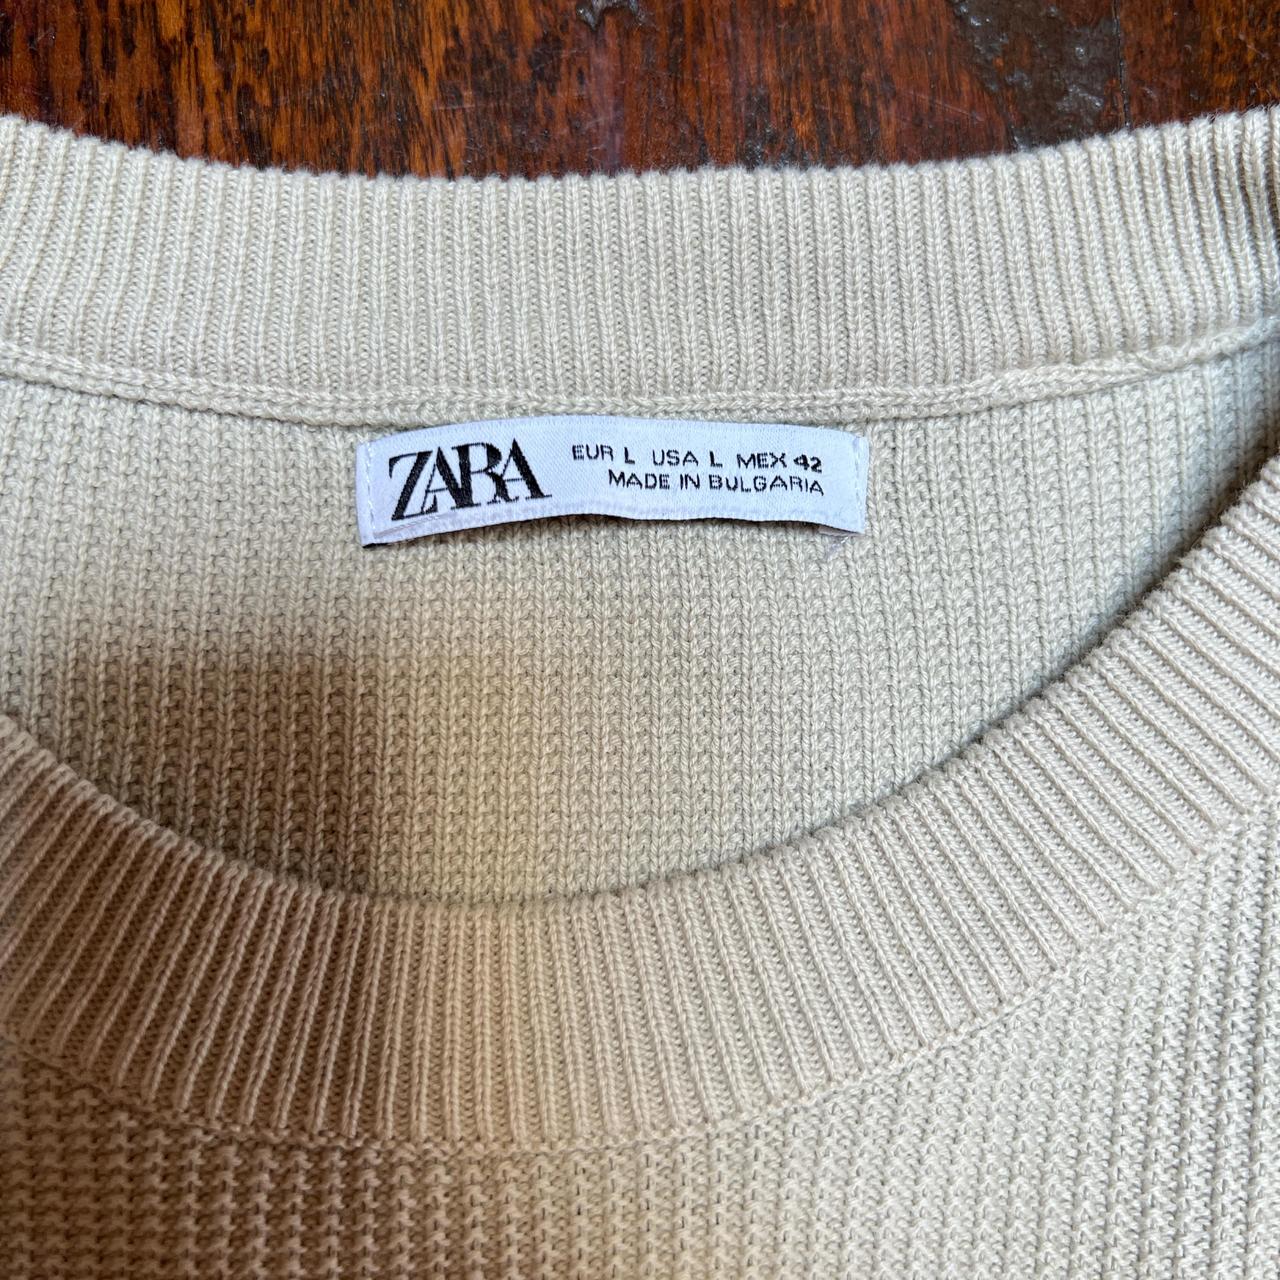 ZARA
EUR L USA L MEX 42
MADE IN BULGARIA